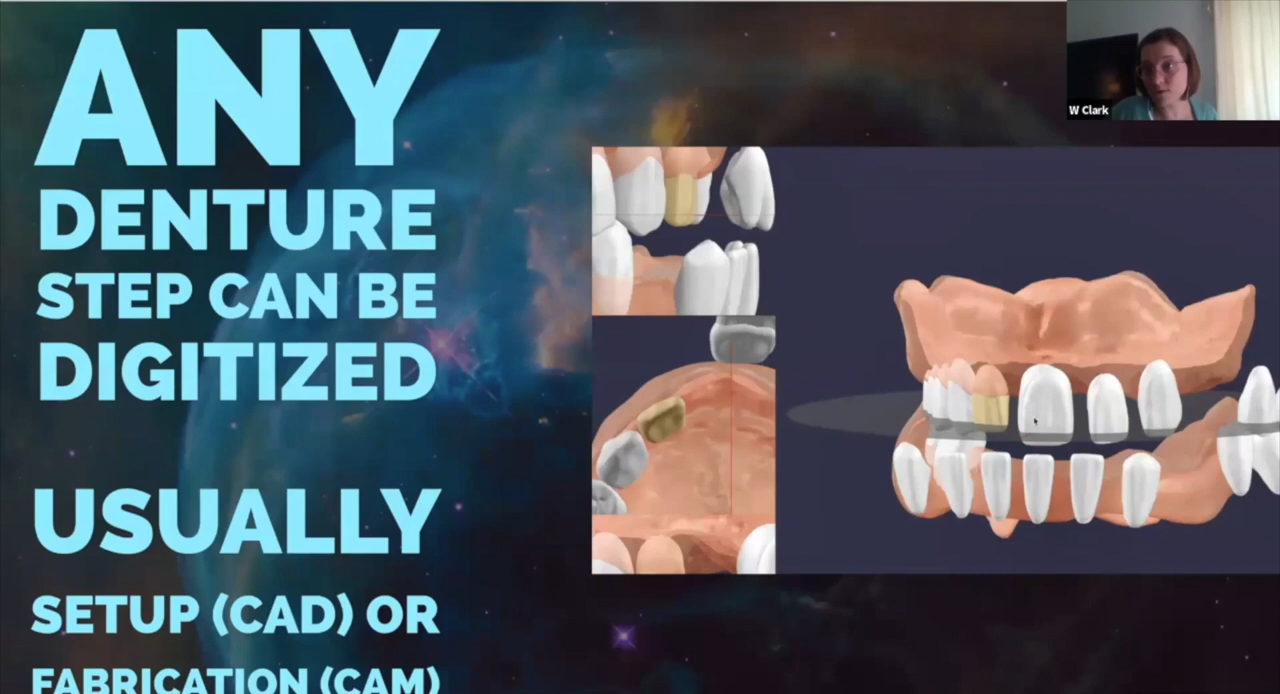 ANY
DENTURE
STEP CAN BE
DIGITIZED
USUALLY
SETUP (CAD) OR
FABRICATION (CAM)
W Clark